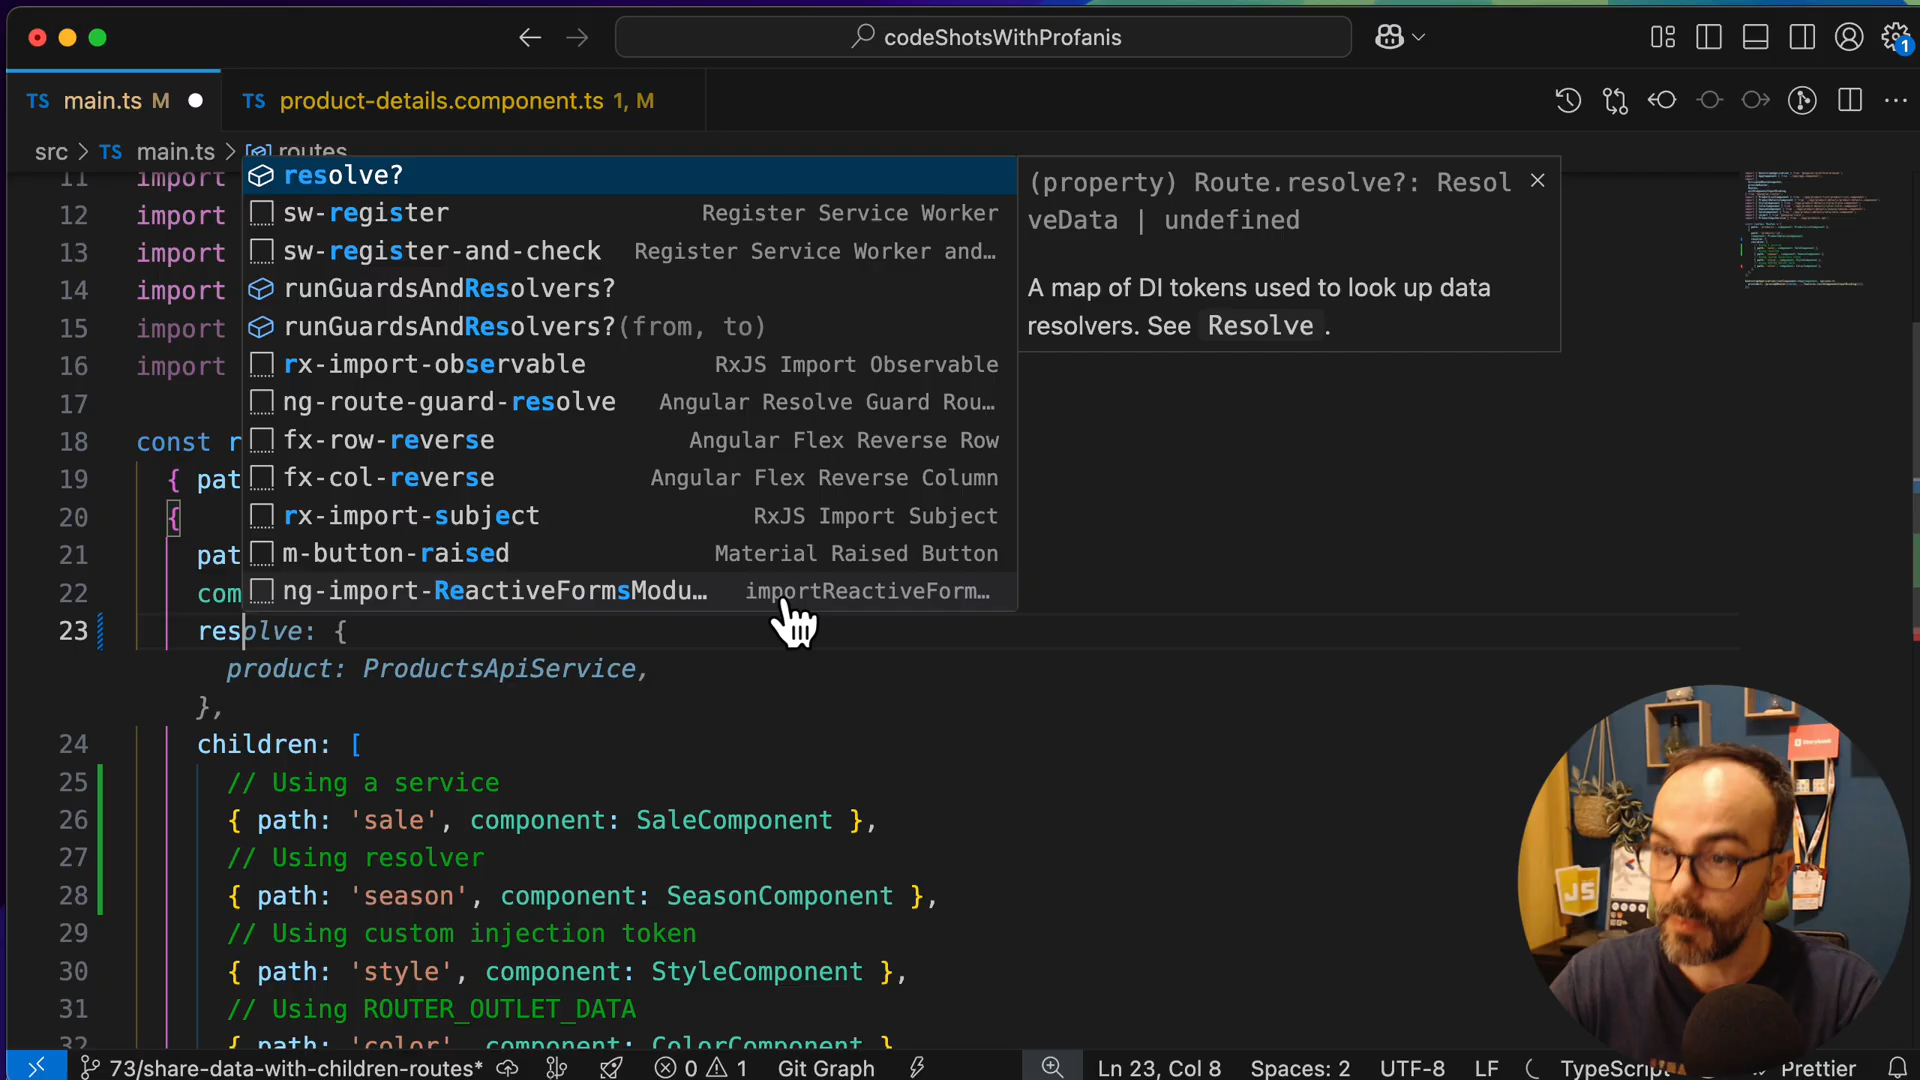 codeShotsWithProfanis
1
TS main.ts M
TS product-details.component.ts 1, M
src > TS main.ts > routes
11 import
resolve?
(property) Route.resolve?: Resol
veData | undefined
12 import
sw-register Register Service Worker
13 import
sw-register-and-check Register Service Worker and…
14 import
runGuardsAndResolvers?
A map of DI tokens used to look up data
resolvers. See Resolve .
15 import
runGuardsAndResolvers?(from, to)
16 import
rx-import-observable RxJS Import Observable
17
ng-route-guard-resolve Angular Resolve Guard Rou…
18 const r
fx-row-reverse Angular Flex Reverse Row
19 { pat
fx-col-reverse Angular Flex Reverse Column
20 {
rx-import-subject RxJS Import Subject
21 pat
m-button-raised Material Raised Button
22 com
ng-import-ReactiveFormsModu… importReactiveForm…
23 resolve: {
product: ProductsApiService,
},
24 children: [
25 // Using a service
26 { path: 'sale', component: SaleComponent },
27 // Using resolver
28 { path: 'season', component: SeasonComponent },
29 // Using custom injection token
30 { path: 'style', component: StyleComponent },
31 // Using ROUTER_OUTLET_DATA
32 { path: 'color', component: ColorComponent }
JS
73/share-data-with-children-routes* 0 1 Git Graph Ln 23, Col 8 Spaces: 2 UTF-8 LF TypeScript Prettier